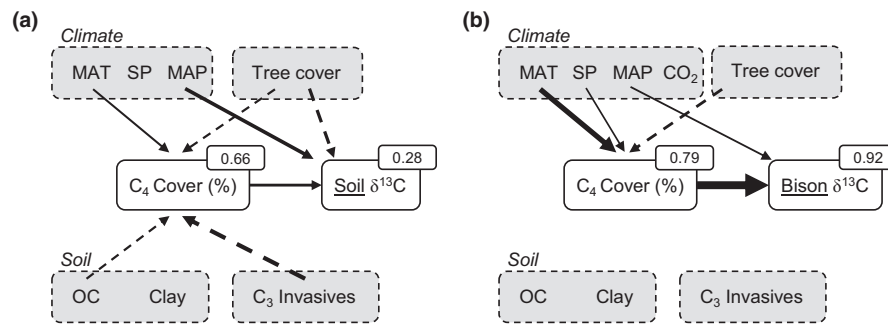 (a)
Climate
MAT SP MAP
Tree cover
0.66
C₄ Cover (%)
0.28
Soil δ¹³C
Soil
OC Clay
C₃ Invasives
(b)
Climate
MAT SP MAP CO₂
Tree cover
0.79
C₄ Cover (%)
0.92
Bison δ¹³C
Soil
OC Clay
C₃ Invasives